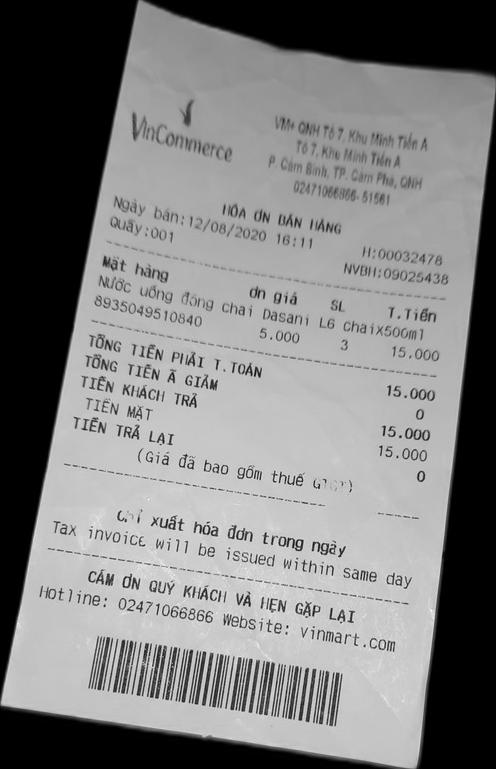 VinCommerce
VM+ QNH Tổ 7, Khu Minh Tiến A
Tổ 7, Khu Minh Tiến A
P. Cẩm Bình, TP. Cẩm Phả, QNH
02471066866-51561
HÓA ƠN BÁN HÀNG
Ngày bán:12/08/2020 16:11 H:00032478
Quầy:001 NVBH:09025438
Mặt hàng ơn giá SL T.Tiền
Nước uống đóng chai Dasani L6 chaix500ml
8935049510840 5.000 3 15.000
TỔNG TIỀN PHẢI T.TOÁN 15.000
TỔNG TIỀN Ã GIẢM 0
TIỀN KHÁCH TRẢ 15.000
TIỀN MẶT 15.000
TIỀN TRẢ LẠI 0
(Giá đã bao gồm thuế GTGT)
Chỉ xuất hóa đơn trong ngày
Tax invoice will be issued within same day
CẢM ƠN QUÝ KHÁCH VÀ HẸN GẶP LẠI
Hotline: 02471066866 Website: vinmart.com